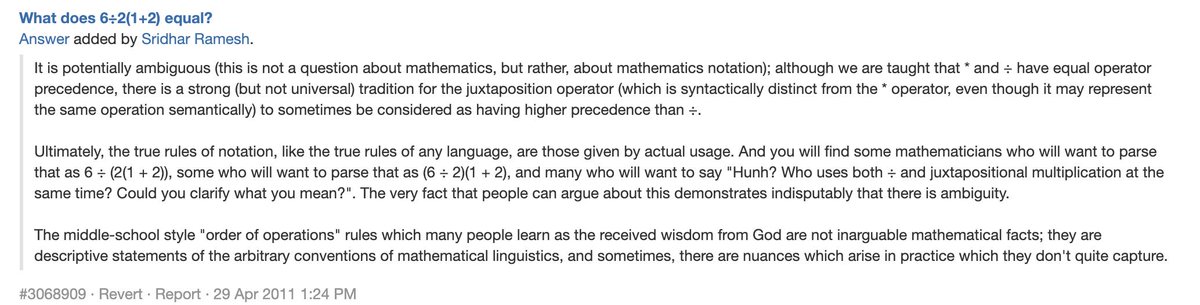 What does 6÷2(1+2) equal?
Answer added by Sridhar Ramesh.
It is potentially ambiguous (this is not a question about mathematics, but rather, about mathematics notation); although we are taught that * and ÷ have equal operator
precedence, there is a strong (but not universal) tradition for the juxtaposition operator (which is syntactically distinct from the * operator, even though it may represent
the same operation semantically) to sometimes be considered as having higher precedence than ÷.
Ultimately, the true rules of notation, like the true rules of any language, are those given by actual usage. And you will find some mathematicians who will want to parse
that as 6 ÷ (2(1 + 2)), some who will want to parse that as (6 ÷ 2)(1 + 2), and many who will want to say "Hunh? Who uses both ÷ and juxtapositional multiplication at the
same time? Could you clarify what you mean?". The very fact that people can argue about this demonstrates indisputably that there is ambiguity.
The middle-school style "order of operations" rules which many people learn as the received wisdom from God are not inarguable mathematical facts; they are
descriptive statements of the arbitrary conventions of mathematical linguistics, and sometimes, there are nuances which arise in practice which they don't quite capture.
#3068909 · Revert · Report · 29 Apr 2011 1:24 PM